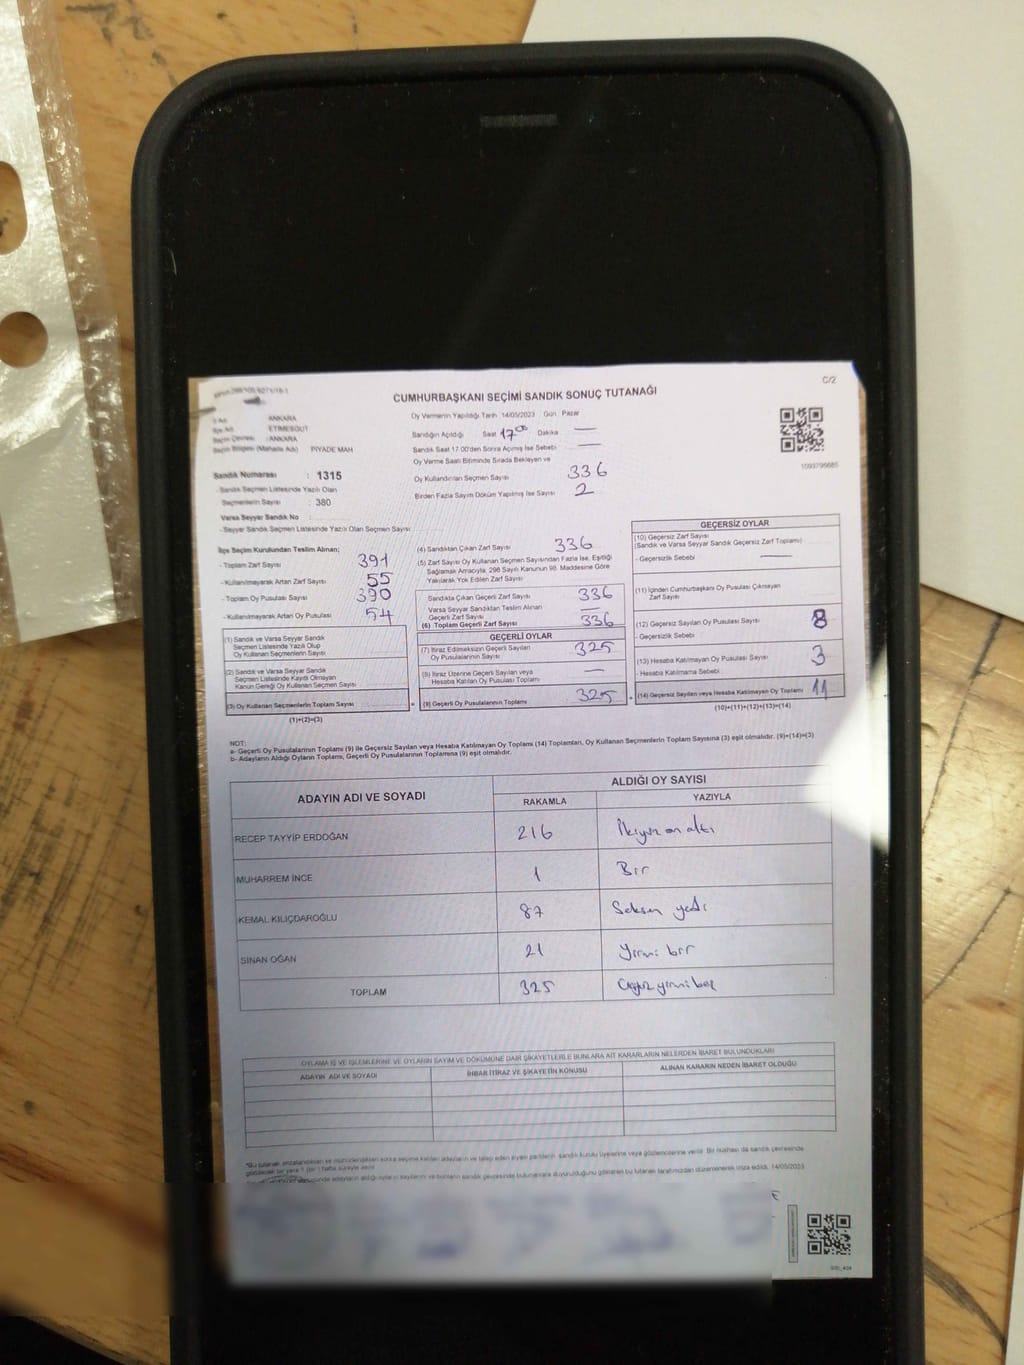 C/2
CUMHURBAŞKANI SEÇİMİ SANDIK SONUÇ TUTANAĞI
İl Adı : ANKARA
İlçe Adı : ETİMESGUT
Seçim Çevresi : ANKARA
Seçim Bölgesi (Mahalle Adı) : PİYADE MAH
Sandık Numarası : 1315
- Sandık Seçmen Listesinde Yazılı Olan
Seçmenlerin Sayısı : 380
Varsa Seyyar Sandık No
- Seyyar Sandık Seçmen Listesinde Yazılı Olan Seçmen Sayısı
Oy Vermenin Yapıldığı Tarih 14/05/2023 Gün : Pazar
Sandığın Açıldığı Saat 17 00 Dakika —
Sandık Saat 17.00'den Sonra Açılmış İse Sebebi —
Oy Verme Saati Bitiminde Sırada Bekleyen ve
Oy Kullandırılan Seçmen Sayısı 336
Birden Fazla Sayım Döküm Yapılmış İse Sayısı 2
1093799885
İlçe Seçim Kurulundan Teslim Alınan;
- Toplam Zarf Sayısı 391
- Kullanılmayarak Artan Zarf Sayısı 55
- Toplam Oy Pusulası Sayısı 390
- Kullanılmayarak Artan Oy Pusulası 54
(1) Sandık ve Varsa Seyyar Sandık
Seçmen Listesinde Yazılı Olup
Oy Kullanan Seçmenlerin Sayısı
(2) Sandık ve Varsa Seyyar Sandık
Seçmen Listesinde Kayıtlı Olmayan
Kanun Gereği Oy Kullanan Seçmen Sayısı
(3) Oy Kullanan Seçmenlerin Toplam Sayısı
(1)+(2)=(3)
(4) Sandıktan Çıkan Zarf Sayısı 336
(5) Zarf Sayısı Oy Kullanan Seçmen Sayısından Fazla İse, Eşitliği
Sağlamak Amacıyla, 298 Sayılı Kanunun 98. Maddesine Göre
Yakılarak Yok Edilen Zarf Sayısı
Sandıkta Çıkan Geçerli Zarf Sayısı 336
Varsa Seyyar Sandıktan Teslim Alınan
Geçerli Zarf Sayısı —
(6) Toplam Geçerli Zarf Sayısı 336
GEÇERLİ OYLAR
(7) İtiraz Edilmeksizin Geçerli Sayılan
Oy Pusulalarının Sayısı 325
(8) İtiraz Üzerine Geçerli Sayılan veya
Hesaba Katılan Oy Pusulası Toplamı —
(9) Geçerli Oy Pusulalarının Toplamı 325
GEÇERSİZ OYLAR
(10) Geçersiz Zarf Sayısı
(Sandık ve Varsa Seyyar Sandık Geçersiz Zarf Toplamı)
- Geçersizlik Sebebi —
(11) İçinden Cumhurbaşkanı Oy Pusulası Çıkmayan
Zarf Sayısı
(12) Geçersiz Sayılan Oy Pusulası Sayısı 8
- Geçersizlik Sebebi
(13) Hesaba Katılmayan Oy Pusulası Sayısı 3
- Hesaba Katılmama Sebebi
(14) Geçersiz Sayılan veya Hesaba Katılmayan Oy Toplamı 11
(10)+(11)+(12)+(13)=(14)
NOT:
a- Geçerli Oy Pusulalarının Toplamı (9) ile Geçersiz Sayılan veya Hesaba Katılmayan Oy Toplamı (14) Toplamları, Oy Kullanan Seçmenlerin Toplam Sayısına (3) eşit olmalıdır. (9)+(14)=(3)
b- Adayların Aldığı Oyların Toplamı, Geçerli Oy Pusulalarının Toplamına (9) eşit olmalıdır.
ADAYIN ADI VE SOYADI
ALDIĞI OY SAYISI
RAKAMLA YAZIYLA
RECEP TAYYİP ERDOĞAN 216 İkiyüz on altı
MUHARREM İNCE 1 Bir
KEMAL KILIÇDAROĞLU 87 Seksen yedi
SİNAN OĞAN 21 Yirmi bir
TOPLAM 325 Üçyüz yirmi beş
OYLAMA İŞ VE İŞLEMLERİNE VE OYLARIN SAYIM VE DÖKÜMÜNE DAİR ŞİKAYETLERLE BUNLARA AİT KARARLARIN NELERDEN İBARET BULUNDUKLARI
ADAYIN ADI VE SOYADI İHBAR İTİRAZ VE ŞİKAYETİN KONUSU ALINAN KARARIN NEDEN İBARET OLDUĞU